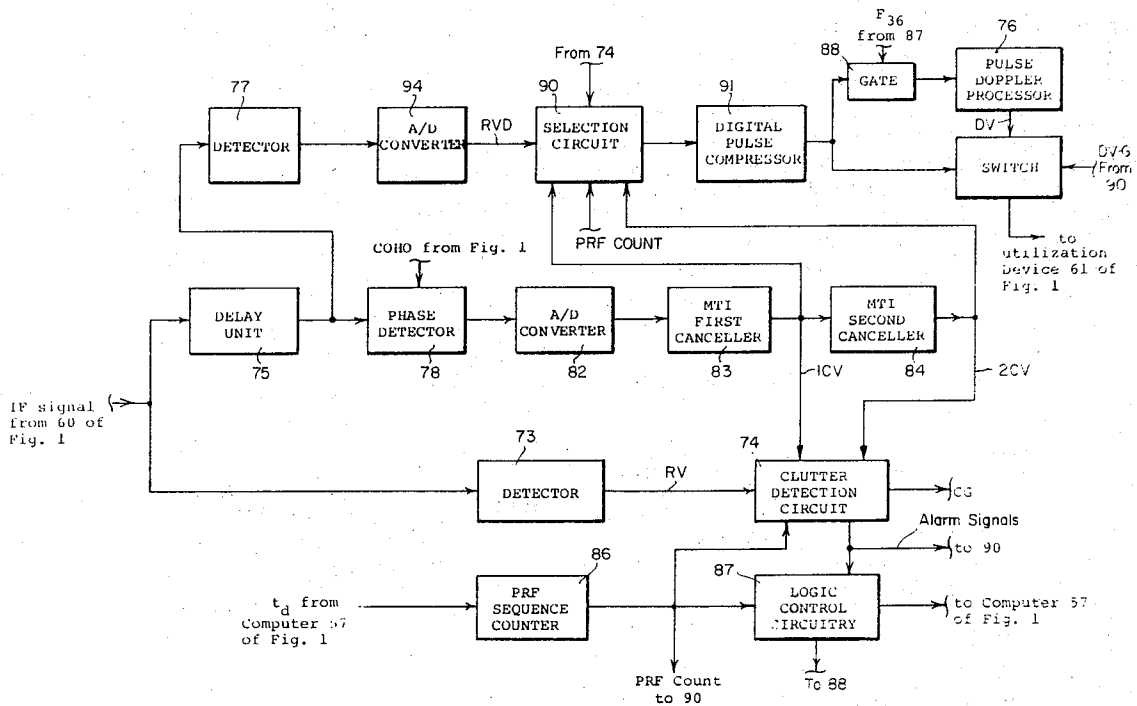 F36
from 87
88
76
From 74
77
94
90
91
GATE
PULSE
DOPPLER
PROCESSOR
DETECTOR
A/D
CONVERTER
RVD
SELECTION
CIRCUIT
DIGITAL
PULSE
COMPRESSOR
DV
SWITCH
DV-G
From
90
PRF COUNT
COHO from Fig. 1
to
utilization
Device 61 of
Fig. 1
DELAY
UNIT
75
PHASE
DETECTOR
78
A/D
CONVERTER
82
MTI
FIRST
CANCELLER
83
MTI
SECOND
CANCELLER
84
1CV
2CV
IF signal
from 60 of
Fig. 1
73
DETECTOR
RV
74
CLUTTER
DETECTION
CIRCUIT
CG
Alarm Signals
to 90
86
87
td from
Computer 57
of Fig. 1
PRF
SEQUENCE
COUNTER
LOGIC
CONTROL
CIRCUITRY
to Computer 57
of Fig. 1
PRF Count
to 90
To 88